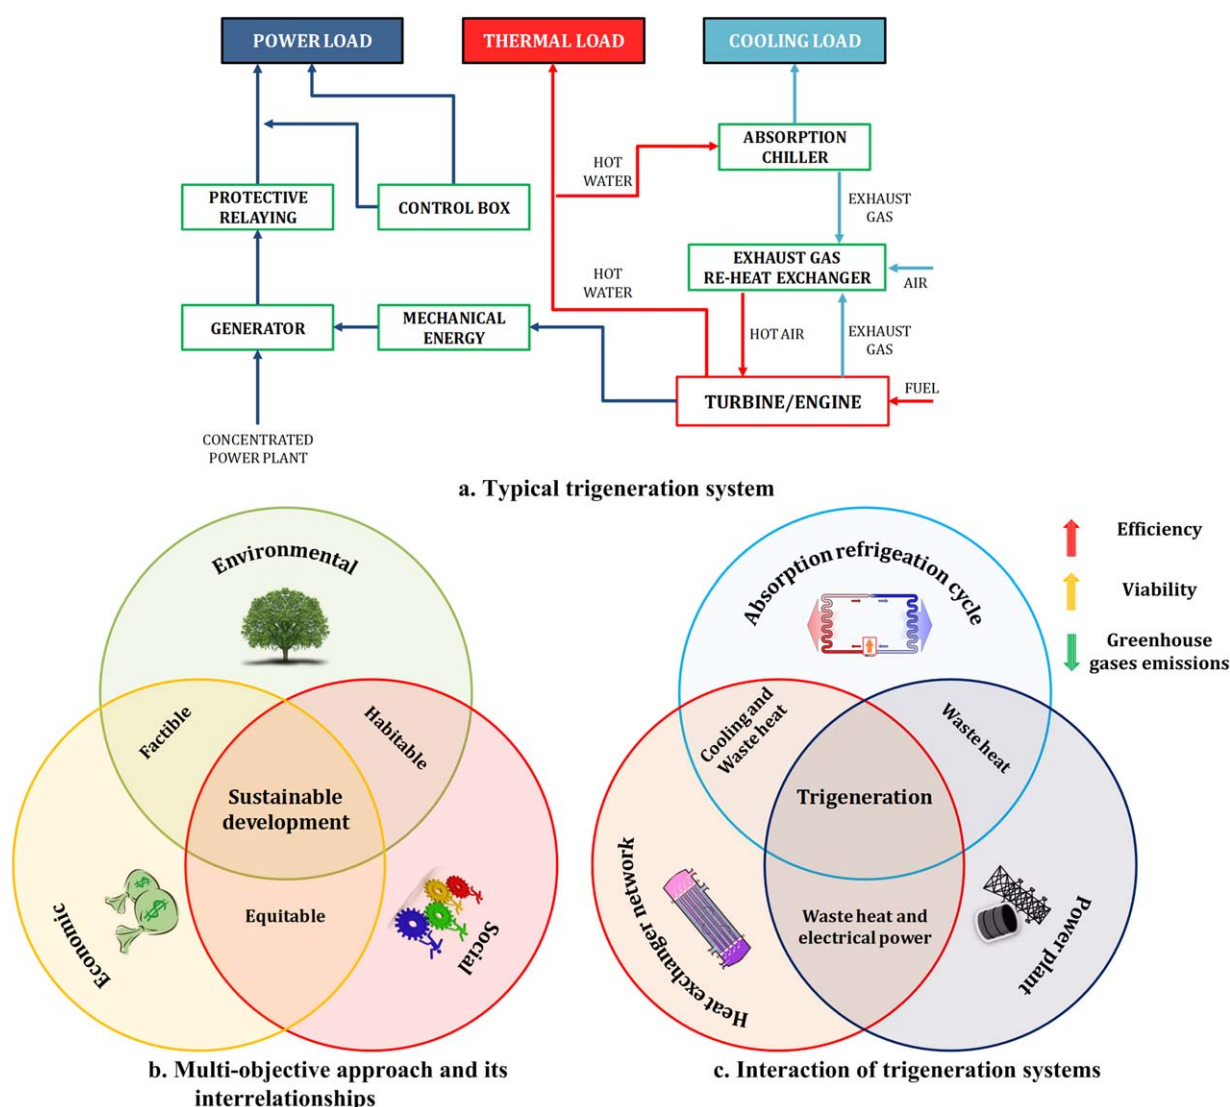 POWER LOAD
THERMAL LOAD
COOLING LOAD
ABSORPTION
CHILLER
HOT
WATER
PROTECTIVE
RELAYING
CONTROL BOX
EXHAUST
GAS
EXHAUST GAS
RE-HEAT EXCHANGER
AIR
HOT
WATER
GENERATOR
MECHANICAL
ENERGY
HOT AIR
EXHAUST
GAS
TURBINE/ENGINE
FUEL
CONCENTRATED
POWER PLANT
a. Typical trigeneration system
Environmental
Factible
Habitable
Sustainable
development
Economic
$
$
Equitable
Social
b. Multi-objective approach and its
interrelationships
Absorption refrigeation cycle
Efficiency
Viability
Greenhouse
gases emissions
Cooling and
Waste heat
Waste heat
Trigeneration
Heat exchanger network
Waste heat and
electrical power
Power plant
c. Interaction of trigeneration systems